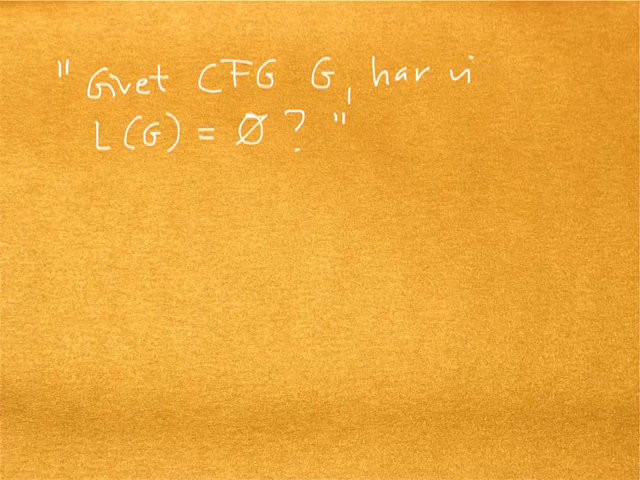 "Givet CFG G, har vi
L(G) = Ø ? "